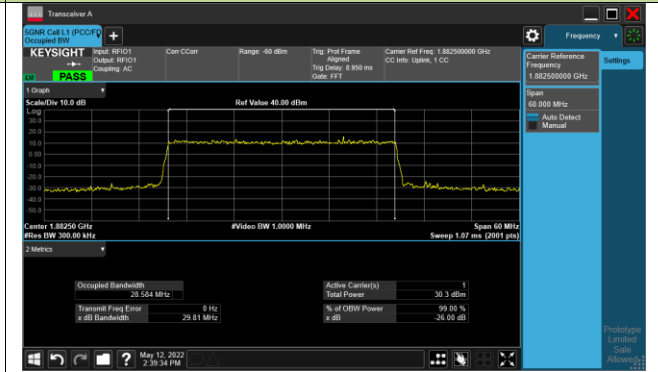 Transceiver A
5GNR Cell L1 (PCC/F
Occupied BW
Frequency
KEYSIGHT
Input: RFIO1
Output: RFIO1
Coupling: AC
Corr CCorr
Range: -60 dBm
Trig: Prot Frame
Aligned
Trig Delay: 8.950 ms
Gate: FFT
Carrier Ref Freq: 1.882500000 GHz
CC Info: Uplink, 1 CC
PASS
Carrier Reference
Frequency
1.882500000 GHz
Settings
Span
60.000 MHz
Auto Detect
Manual
1 Graph
Scale/Div 10.0 dB
Ref Value 40.00 dBm
Log
30.0
20.0
10.0
0.00
-10.0
-20.0
-30.0
-40.0
-50.0
Center 1.88250 GHz
#Video BW 1.0000 MHz
Span 60 MHz
#Res BW 300.00 kHz
Sweep 1.07 ms (2001 pts)
2 Metrics
Occupied Bandwidth
28.584 MHz
Active Carrier(s) 1
Total Power 30.3 dBm
Transmit Freq Error 0 Hz
x dB Bandwidth 29.81 MHz
% of OBW Power 99.00 %
x dB -26.00 dB
Prototype
Limited
Sale
Allowed
May 12, 2022
2:39:34 PM